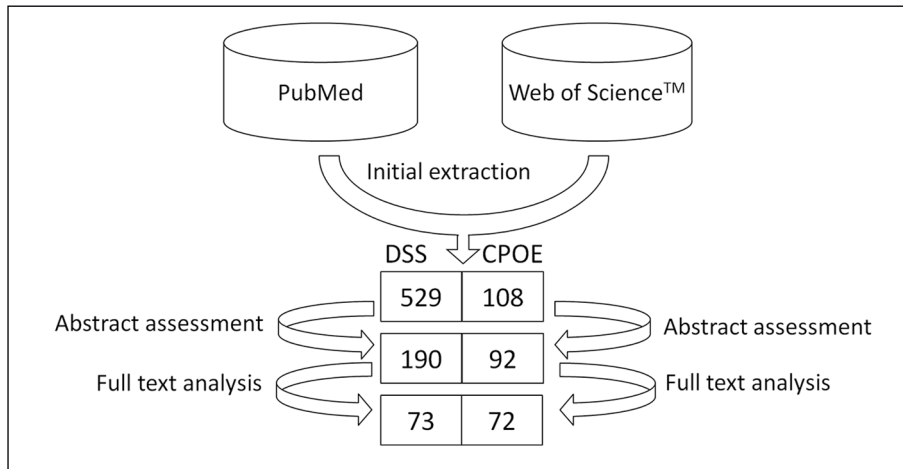 PubMed
Web of Science™
Initial extraction
DSS CPOE
529 108
Abstract assessment
Abstract assessment
190 92
Full text analysis
Full text analysis
73 72